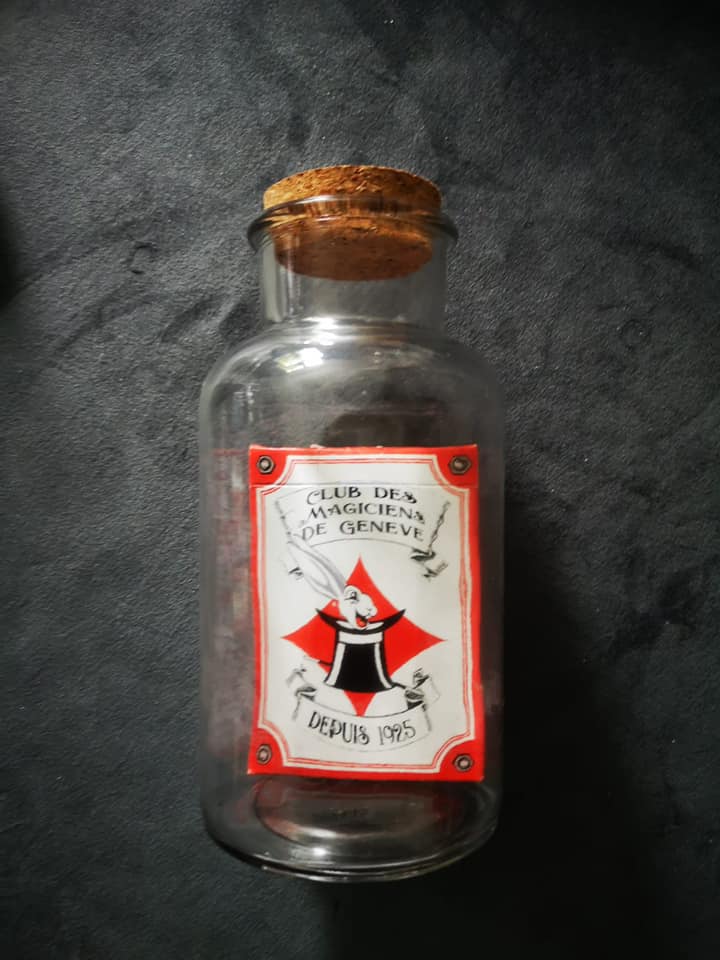 CLUB DES
MAGICIENS
DE GENEVE
DEPUIS 1925